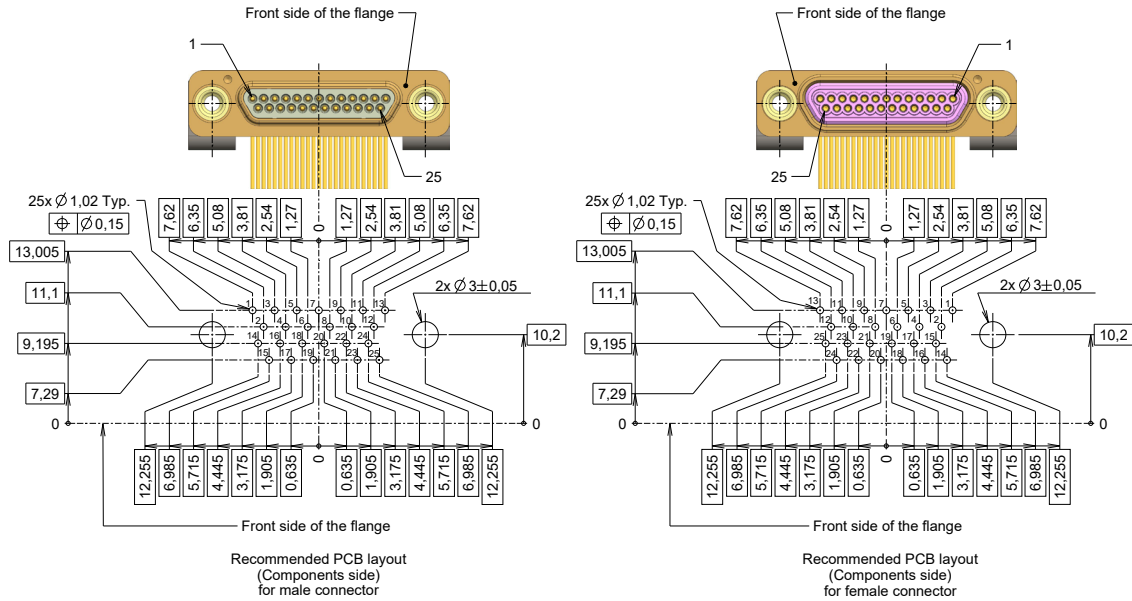 Front side of the flange
1
25
25x Ø 1,02 Typ.
⌖ Ø 0,15
7,62 6,35 5,08 3,81 2,54 1,27 0 1,27 2,54 3,81 5,08 6,35 7,62
13,005
11,1
9,195
7,29
0
2x Ø 3±0,05
10,2
0
1 3 5 7 9 11 13
2 4 6 8 10 12
14 16 18 20 22 24
15 17 19 21 23 25
12,255 6,985 5,715 4,445 3,175 1,905 0,635 0 0,635 1,905 3,175 4,445 5,715 6,985 12,255
Front side of the flange
Recommended PCB layout
(Components side)
for male connector
Front side of the flange
1
25
25x Ø 1,02 Typ.
⌖ Ø 0,15
7,62 6,35 5,08 3,81 2,54 1,27 0 1,27 2,54 3,81 5,08 6,35 7,62
13,005
11,1
9,195
7,29
0
2x Ø 3±0,05
10,2
0
13 11 9 7 5 3 1
12 10 8 6 4 2
25 23 21 19 17 15
24 22 20 18 16 14
12,255 6,985 5,715 4,445 3,175 1,905 0,635 0 0,635 1,905 3,175 4,445 5,715 6,985 12,255
Front side of the flange
Recommended PCB layout
(Components side)
for female connector